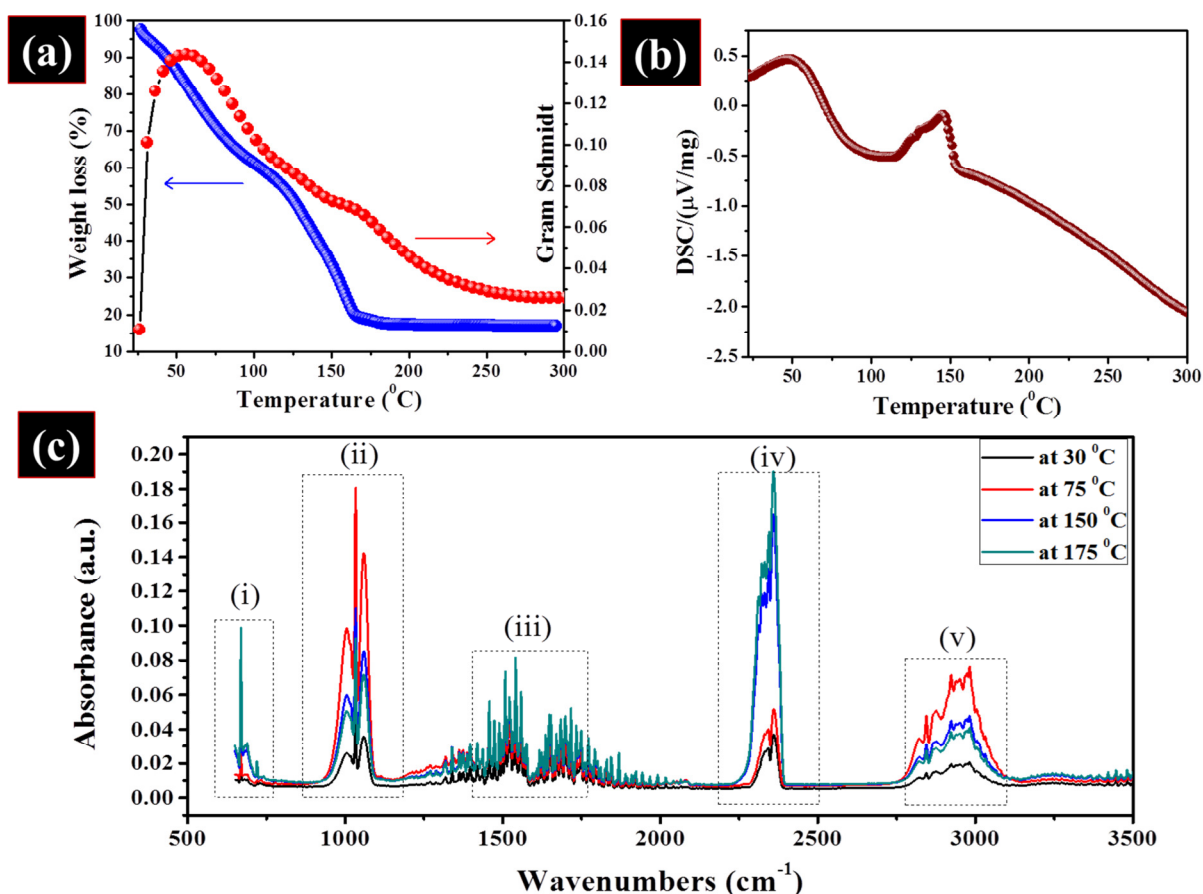 (a)
Weight loss (%)
100
90
80
70
60
50
40
30
20
10
0.16
0.14
0.12
0.10
0.08
0.06
0.04
0.02
0.00
Gram Schmidt
50 100 150 200 250 300
Temperature (⁰C)
(b)
DSC/(μV/mg)
0.5
0.0
-0.5
-1.0
-1.5
-2.0
-2.5
50 100 150 200 250 300
Temperature (⁰C)
(c)
Absorbance (a.u.)
0.20
0.18
0.16
0.14
0.12
0.10
0.08
0.06
0.04
0.02
0.00
(i)
(ii)
(iii)
(iv)
(v)
at 30 ⁰C
at 75 ⁰C
at 150 ⁰C
at 175 ⁰C
500 1000 1500 2000 2500 3000 3500
Wavenumbers (cm⁻¹)